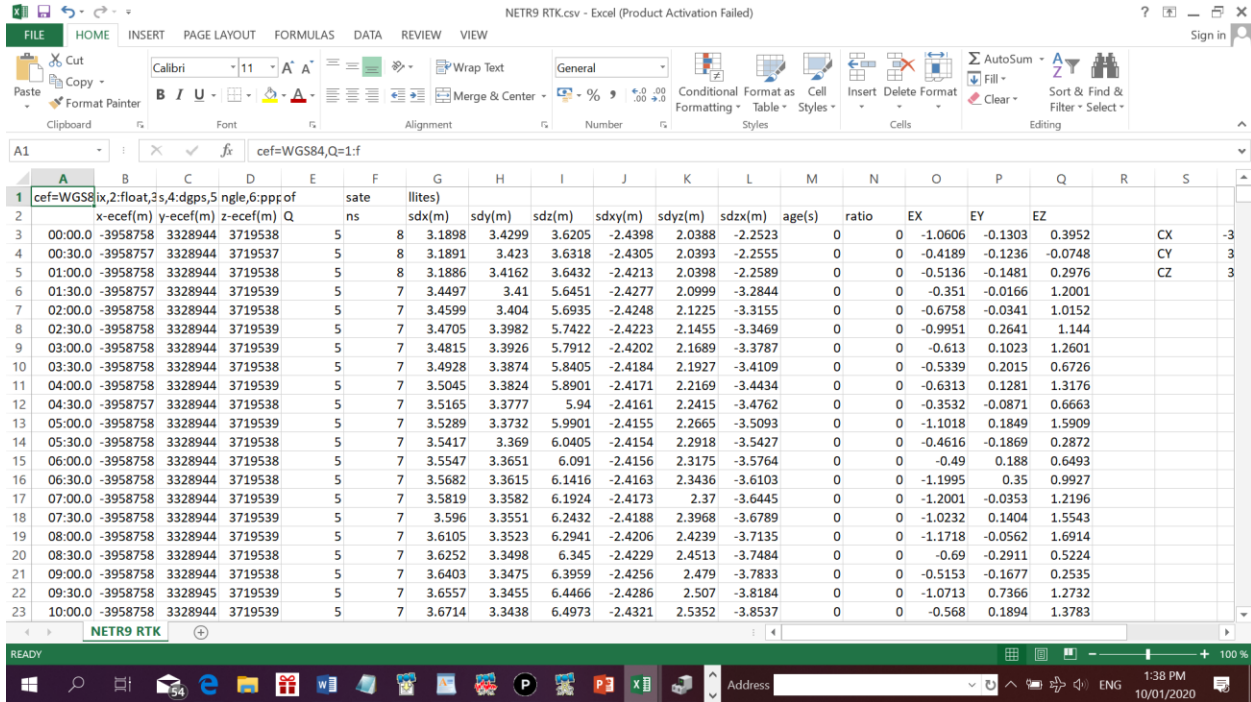 NETR9 RTK.csv - Excel (Product Activation Failed)
FILE HOME INSERT PAGE LAYOUT FORMULAS DATA REVIEW VIEW Sign in
Cut Calibri 11 Wrap Text General AutoSum
Copy Fill
Paste Format Painter B I U Merge & Center Conditional Formatting Format as Table Cell Styles Insert Delete Format Clear Sort & Filter Find & Select
Clipboard Font Alignment Number Styles Cells Editing
A1 fx cef=WGS84,Q=1:f
A B C D E F G H I J K L M N O P Q R S
1 cef=WGS8 ix,2:float,3 s,4:dgps,5 ngle,6:ppp of sate llites)
2 x-ecef(m) y-ecef(m) z-ecef(m) Q ns sdx(m) sdy(m) sdz(m) sdxy(m) sdyz(m) sdzx(m) age(s) ratio EX EY EZ
3 00:00.0 -3958758 3328944 3719538 5 8 3.1898 3.4299 3.6205 -2.4398 2.0388 -2.2523 0 0 -1.0606 -0.1303 0.3952 CX -3
4 00:30.0 -3958757 3328944 3719537 5 8 3.1891 3.423 3.6318 -2.4305 2.0393 -2.2555 0 0 -0.4189 -0.1236 -0.0748 CY 3
5 01:00.0 -3958758 3328944 3719538 5 8 3.1886 3.4162 3.6432 -2.4213 2.0398 -2.2589 0 0 -0.5136 -0.1481 0.2976 CZ 3
6 01:30.0 -3958757 3328944 3719539 5 7 3.4497 3.41 5.6451 -2.4277 2.0999 -3.2844 0 0 -0.351 -0.0166 1.2001
7 02:00.0 -3958758 3328944 3719539 5 7 3.4599 3.404 5.6935 -2.4248 2.1225 -3.3155 0 0 -0.6758 -0.0341 1.0152
8 02:30.0 -3958758 3328944 3719539 5 7 3.4705 3.3982 5.7422 -2.4223 2.1455 -3.3469 0 0 -0.9951 0.2641 1.144
9 03:00.0 -3958758 3328944 3719539 5 7 3.4815 3.3926 5.7912 -2.4202 2.1689 -3.3787 0 0 -0.613 0.1023 1.2601
10 03:30.0 -3958758 3328944 3719538 5 7 3.4928 3.3874 5.8405 -2.4184 2.1927 -3.4109 0 0 -0.5339 0.2015 0.6726
11 04:00.0 -3958758 3328944 3719539 5 7 3.5045 3.3824 5.8901 -2.4171 2.2169 -3.4434 0 0 -0.6313 0.1281 1.3176
12 04:30.0 -3958757 3328944 3719538 5 7 3.5165 3.3777 5.94 -2.4161 2.2415 -3.4762 0 0 -0.3532 -0.0871 0.6663
13 05:00.0 -3958758 3328944 3719539 5 7 3.5289 3.3732 5.9901 -2.4155 2.2665 -3.5093 0 0 -1.1018 0.1849 1.5909
14 05:30.0 -3958758 3328944 3719538 5 7 3.5417 3.369 6.0405 -2.4154 2.2918 -3.5427 0 0 -0.4616 -0.1869 0.2872
15 06:00.0 -3958758 3328944 3719538 5 7 3.5547 3.3651 6.091 -2.4156 2.3175 -3.5764 0 0 -0.49 0.188 0.6493
16 06:30.0 -3958758 3328944 3719538 5 7 3.5682 3.3615 6.1416 -2.4163 2.3436 -3.6103 0 0 -1.1995 0.35 0.9927
17 07:00.0 -3958758 3328944 3719539 5 7 3.5819 3.3582 6.1924 -2.4173 2.37 -3.6445 0 0 -1.2001 -0.0353 1.2196
18 07:30.0 -3958758 3328944 3719539 5 7 3.596 3.3551 6.2432 -2.4188 2.3968 -3.6789 0 0 -1.0232 0.1404 1.5543
19 08:00.0 -3958758 3328944 3719539 5 7 3.6105 3.3523 6.2941 -2.4206 2.4239 -3.7135 0 0 -1.1718 -0.0562 1.6914
20 08:30.0 -3958758 3328944 3719538 5 7 3.6252 3.3498 6.345 -2.4229 2.4513 -3.7484 0 0 -0.69 -0.2911 0.5224
21 09:00.0 -3958758 3328944 3719538 5 7 3.6403 3.3475 6.3959 -2.4256 2.479 -3.7833 0 0 -0.5153 -0.1677 0.2535
22 09:30.0 -3958758 3328945 3719539 5 7 3.6557 3.3455 6.4466 -2.4286 2.507 -3.8184 0 0 -1.0713 0.7366 1.2732
23 10:00.0 -3958758 3328944 3719539 5 7 3.6714 3.3438 6.4973 -2.4321 2.5352 -3.8537 0 0 -0.568 0.1894 1.3783
NETR9 RTK
READY 100 %
54 Address ENG 1:38 PM
10/01/2020